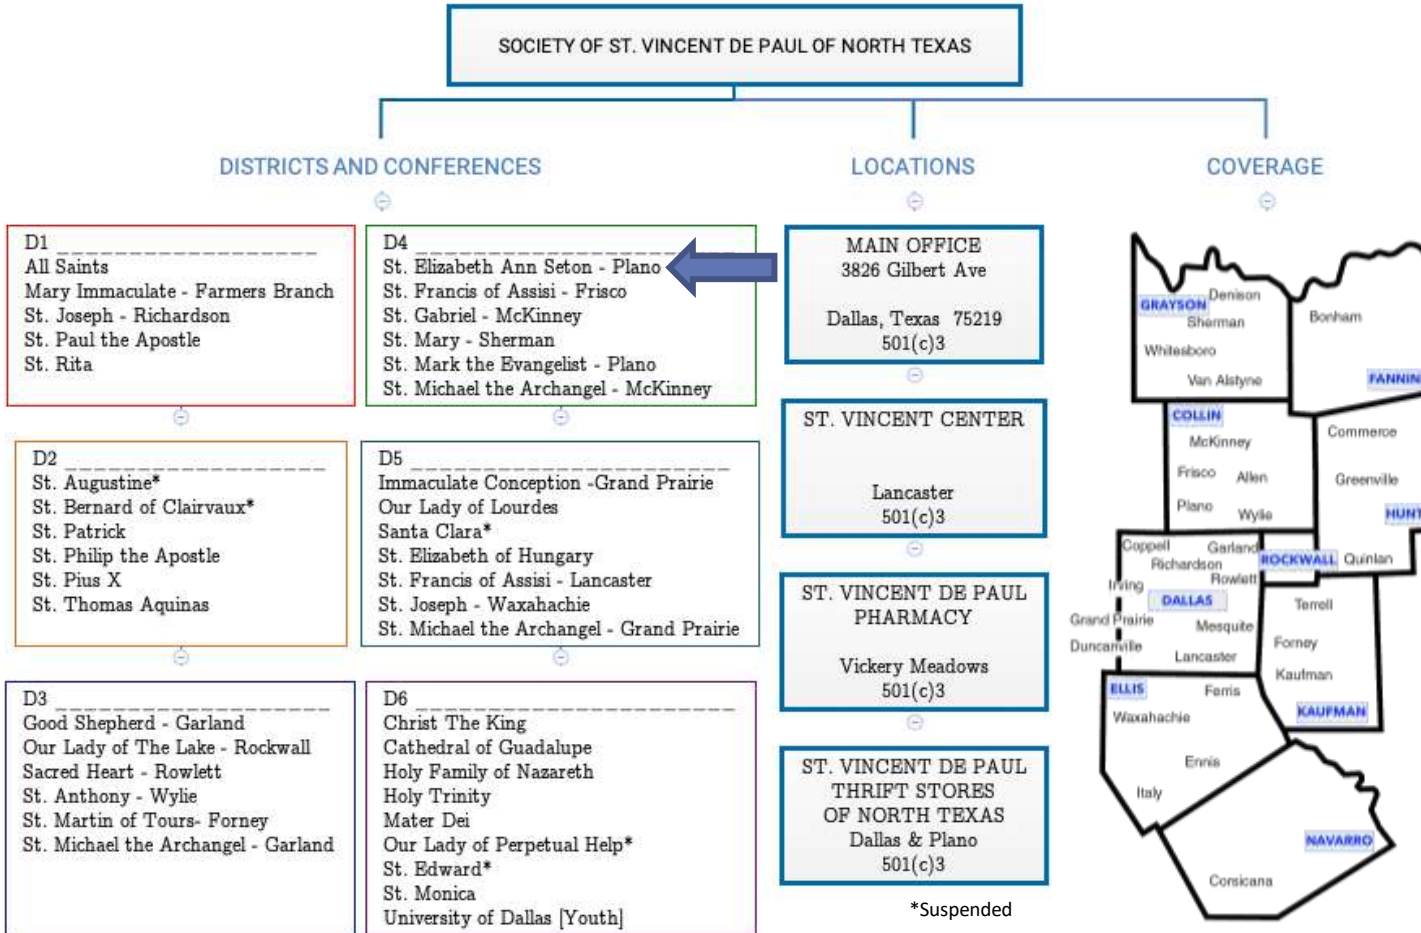 SOCIETY OF ST. VINCENT DE PAUL OF NORTH TEXAS
DISTRICTS AND CONFERENCES
LOCATIONS
COVERAGE
D1
All Saints
Mary Immaculate - Farmers Branch
St. Joseph - Richardson
St. Paul the Apostle
St. Rita
D4
St. Elizabeth Ann Seton - Plano
St. Francis of Assisi - Frisco
St. Gabriel - McKinney
St. Mary - Sherman
St. Mark the Evangelist - Plano
St. Michael the Archangel - McKinney
D2
St. Augustine*
St. Bernard of Clairvaux*
St. Patrick
St. Philip the Apostle
St. Pius X
St. Thomas Aquinas
D5
Immaculate Conception -Grand Prairie
Our Lady of Lourdes
Santa Clara*
St. Elizabeth of Hungary
St. Francis of Assisi - Lancaster
St. Joseph - Waxahachie
St. Michael the Archangel - Grand Prairie
D3
Good Shepherd - Garland
Our Lady of The Lake - Rockwall
Sacred Heart - Rowlett
St. Anthony - Wylie
St. Martin of Tours- Forney
St. Michael the Archangel - Garland
D6
Christ The King
Cathedral of Guadalupe
Holy Family of Nazareth
Holy Trinity
Mater Dei
Our Lady of Perpetual Help*
St. Edward*
St. Monica
University of Dallas [Youth]
MAIN OFFICE
3826 Gilbert Ave
Dallas, Texas 75219
501(c)3
ST. VINCENT CENTER
Lancaster
501(c)3
ST. VINCENT DE PAUL
PHARMACY
Vickery Meadows
501(c)3
ST. VINCENT DE PAUL
THRIFT STORES
OF NORTH TEXAS
Dallas & Plano
501(c)3
*Suspended
GRAYSON
Denison
Sherman
Whitesboro
Van Alstyne
Bonham
FANNIN
COLLIN
McKinney
Frisco
Allen
Plano
Wylie
Commerce
Greenville
HUNT
Quinlan
Coppell
Garland
Richardson
Rowlett
ROCKWALL
Irving
DALLAS
Grand Prairie
Mesquite
Duncanville
Lancaster
Terrell
Forney
Kaufman
KAUFMAN
ELLIS
Ferris
Waxahachie
Ennis
Italy
NAVARRO
Corsicana